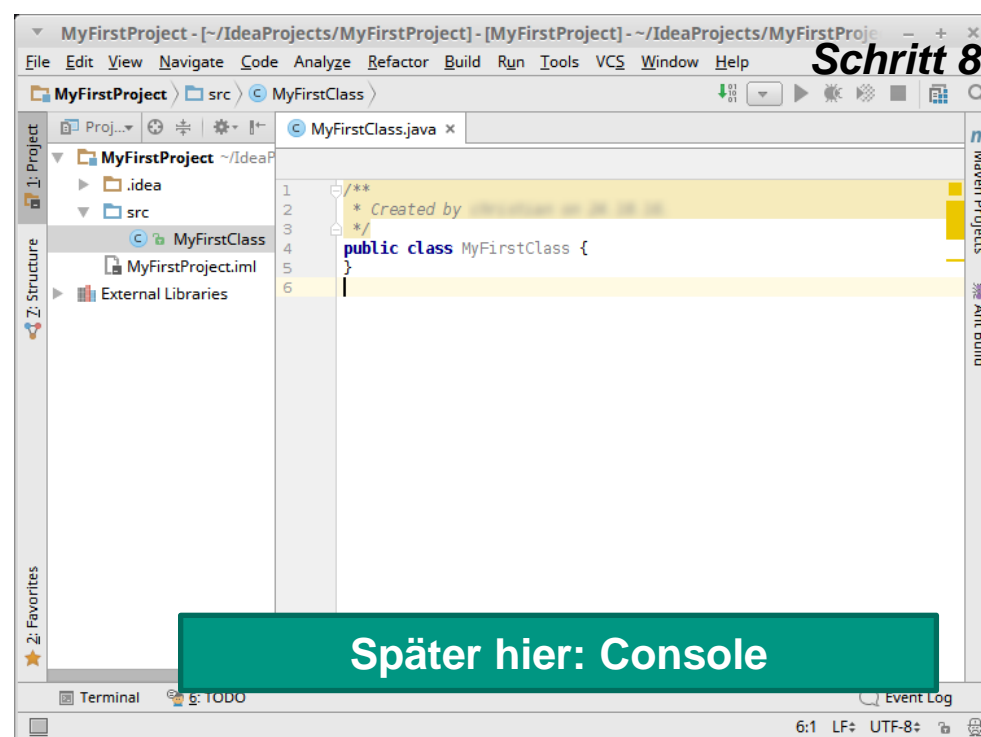 MyFirstProject - [~/IdeaProjects/MyFirstProject] - [MyFirstProject] - ~/IdeaProjects/MyFirstProje
File Edit View Navigate Code Analyze Refactor Build Run Tools VCS Window Help
Schritt 8
MyFirstProject src MyFirstClass
Proj...
MyFirstClass.java
1: Project
MyFirstProject ~/IdeaP
.idea
src
MyFirstClass
MyFirstProject.iml
External Libraries
7: Structure
2: Favorites
1 /**
2 * Created by
3 */
4 public class MyFirstClass {
5 }
6
Maven Projects
Ant Build
Später hier: Console
Terminal 6: TODO Event Log
6:1 LF UTF-8